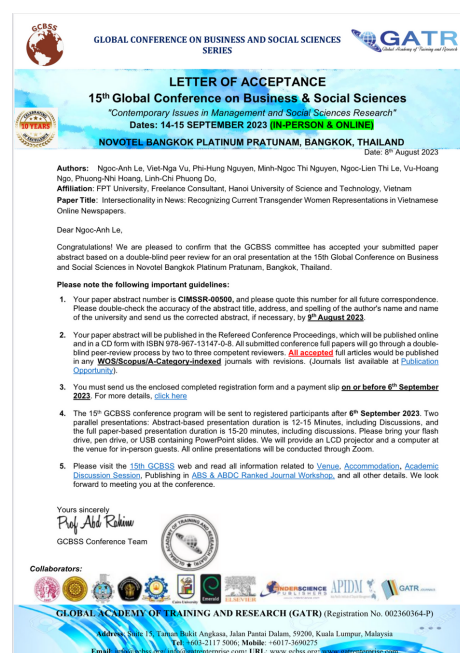 GCBSS
GLOBAL CONFERENCE ON BUSINESS AND SOCIAL SCIENCES
SERIES
GATR
Global Academy of Training and Research
LETTER OF ACCEPTANCE
15th Global Conference on Business & Social Sciences
"Contemporary Issues in Management and Social Sciences Research"
Dates: 14-15 SEPTEMBER 2023 (IN-PERSON & ONLINE)
10 YEARS
NOVOTEL BANGKOK PLATINUM PRATUNAM, BANGKOK, THAILAND
Date: 8th August 2023
Authors: Ngoc-Anh Le, Viet-Nga Vu, Phi-Hung Nguyen, Minh-Ngoc Thi Nguyen, Ngoc-Lien Thi Le, Vu-Hoang
Ngo, Phuong-Nhi Hoang, Linh-Chi Phuong Do,
Affiliation: FPT University, Freelance Consultant, Hanoi University of Science and Technology, Vietnam
Paper Title: Intersectionality in News: Recognizing Current Transgender Women Representations in Vietnamese
Online Newspapers.
Dear Ngoc-Anh Le,
Congratulations! We are pleased to confirm that the GCBSS committee has accepted your submitted paper
abstract based on a double-blind peer review for an oral presentation at the 15th Global Conference on Business
and Social Sciences in Novotel Bangkok Platinum Pratunam, Bangkok, Thailand.
Please note the following important guidelines:
1. Your paper abstract number is CIMSSR-00500, and please quote this number for all future correspondence.
Please double-check the accuracy of the abstract title, address, and spelling of the author's name and name
of the university and send us the corrected abstract, if necessary, by 9th August 2023.
2. Your paper abstract will be published in the Refereed Conference Proceedings, which will be published online
and in a CD form with ISBN 978-967-13147-0-8. All submitted conference full papers will go through a double-
blind peer-review process by two to three competent reviewers. All accepted full articles would be published
in any WOS/Scopus/A-Category-indexed journals with revisions. (Journals list available at Publication
Opportunity).
3. You must send us the enclosed completed registration form and a payment slip on or before 6th September
2023. For more details, click here
4. The 15th GCBSS conference program will be sent to registered participants after 6th September 2023. Two
parallel presentations: Abstract-based presentation duration is 12-15 Minutes, including Discussions, and
the full paper-based presentation duration is 15-20 minutes, including discussions. Please bring your flash
drive, pen drive, or USB containing PowerPoint slides. We will provide an LCD projector and a computer at
the venue for in-person guests. All online presentations will be conducted through Zoom.
5. Please visit the 15th GCBSS web and read all information related to Venue, Accommodation, Academic
Discussion Session, Publishing in ABS & ABDC Ranked Journal Workshop, and all other details. We look
forward to meeting you at the conference.
Yours sincerely
Prof Abd Rahim
GCBSS Conference Team
Collaborators:
Emerald
ELSEVIER
INDERSCIENCE
PUBLISHERS
APIDM
GATR
GLOBAL ACADEMY OF TRAINING AND RESEARCH (GATR) (Registration No. 002360364-P)
Address: Suite 15, Taman Bukit Angkasa, Jalan Pantai Dalam, 59200, Kuala Lumpur, Malaysia
Tel: +603-2117 5006; Mobile: +6017-3690275